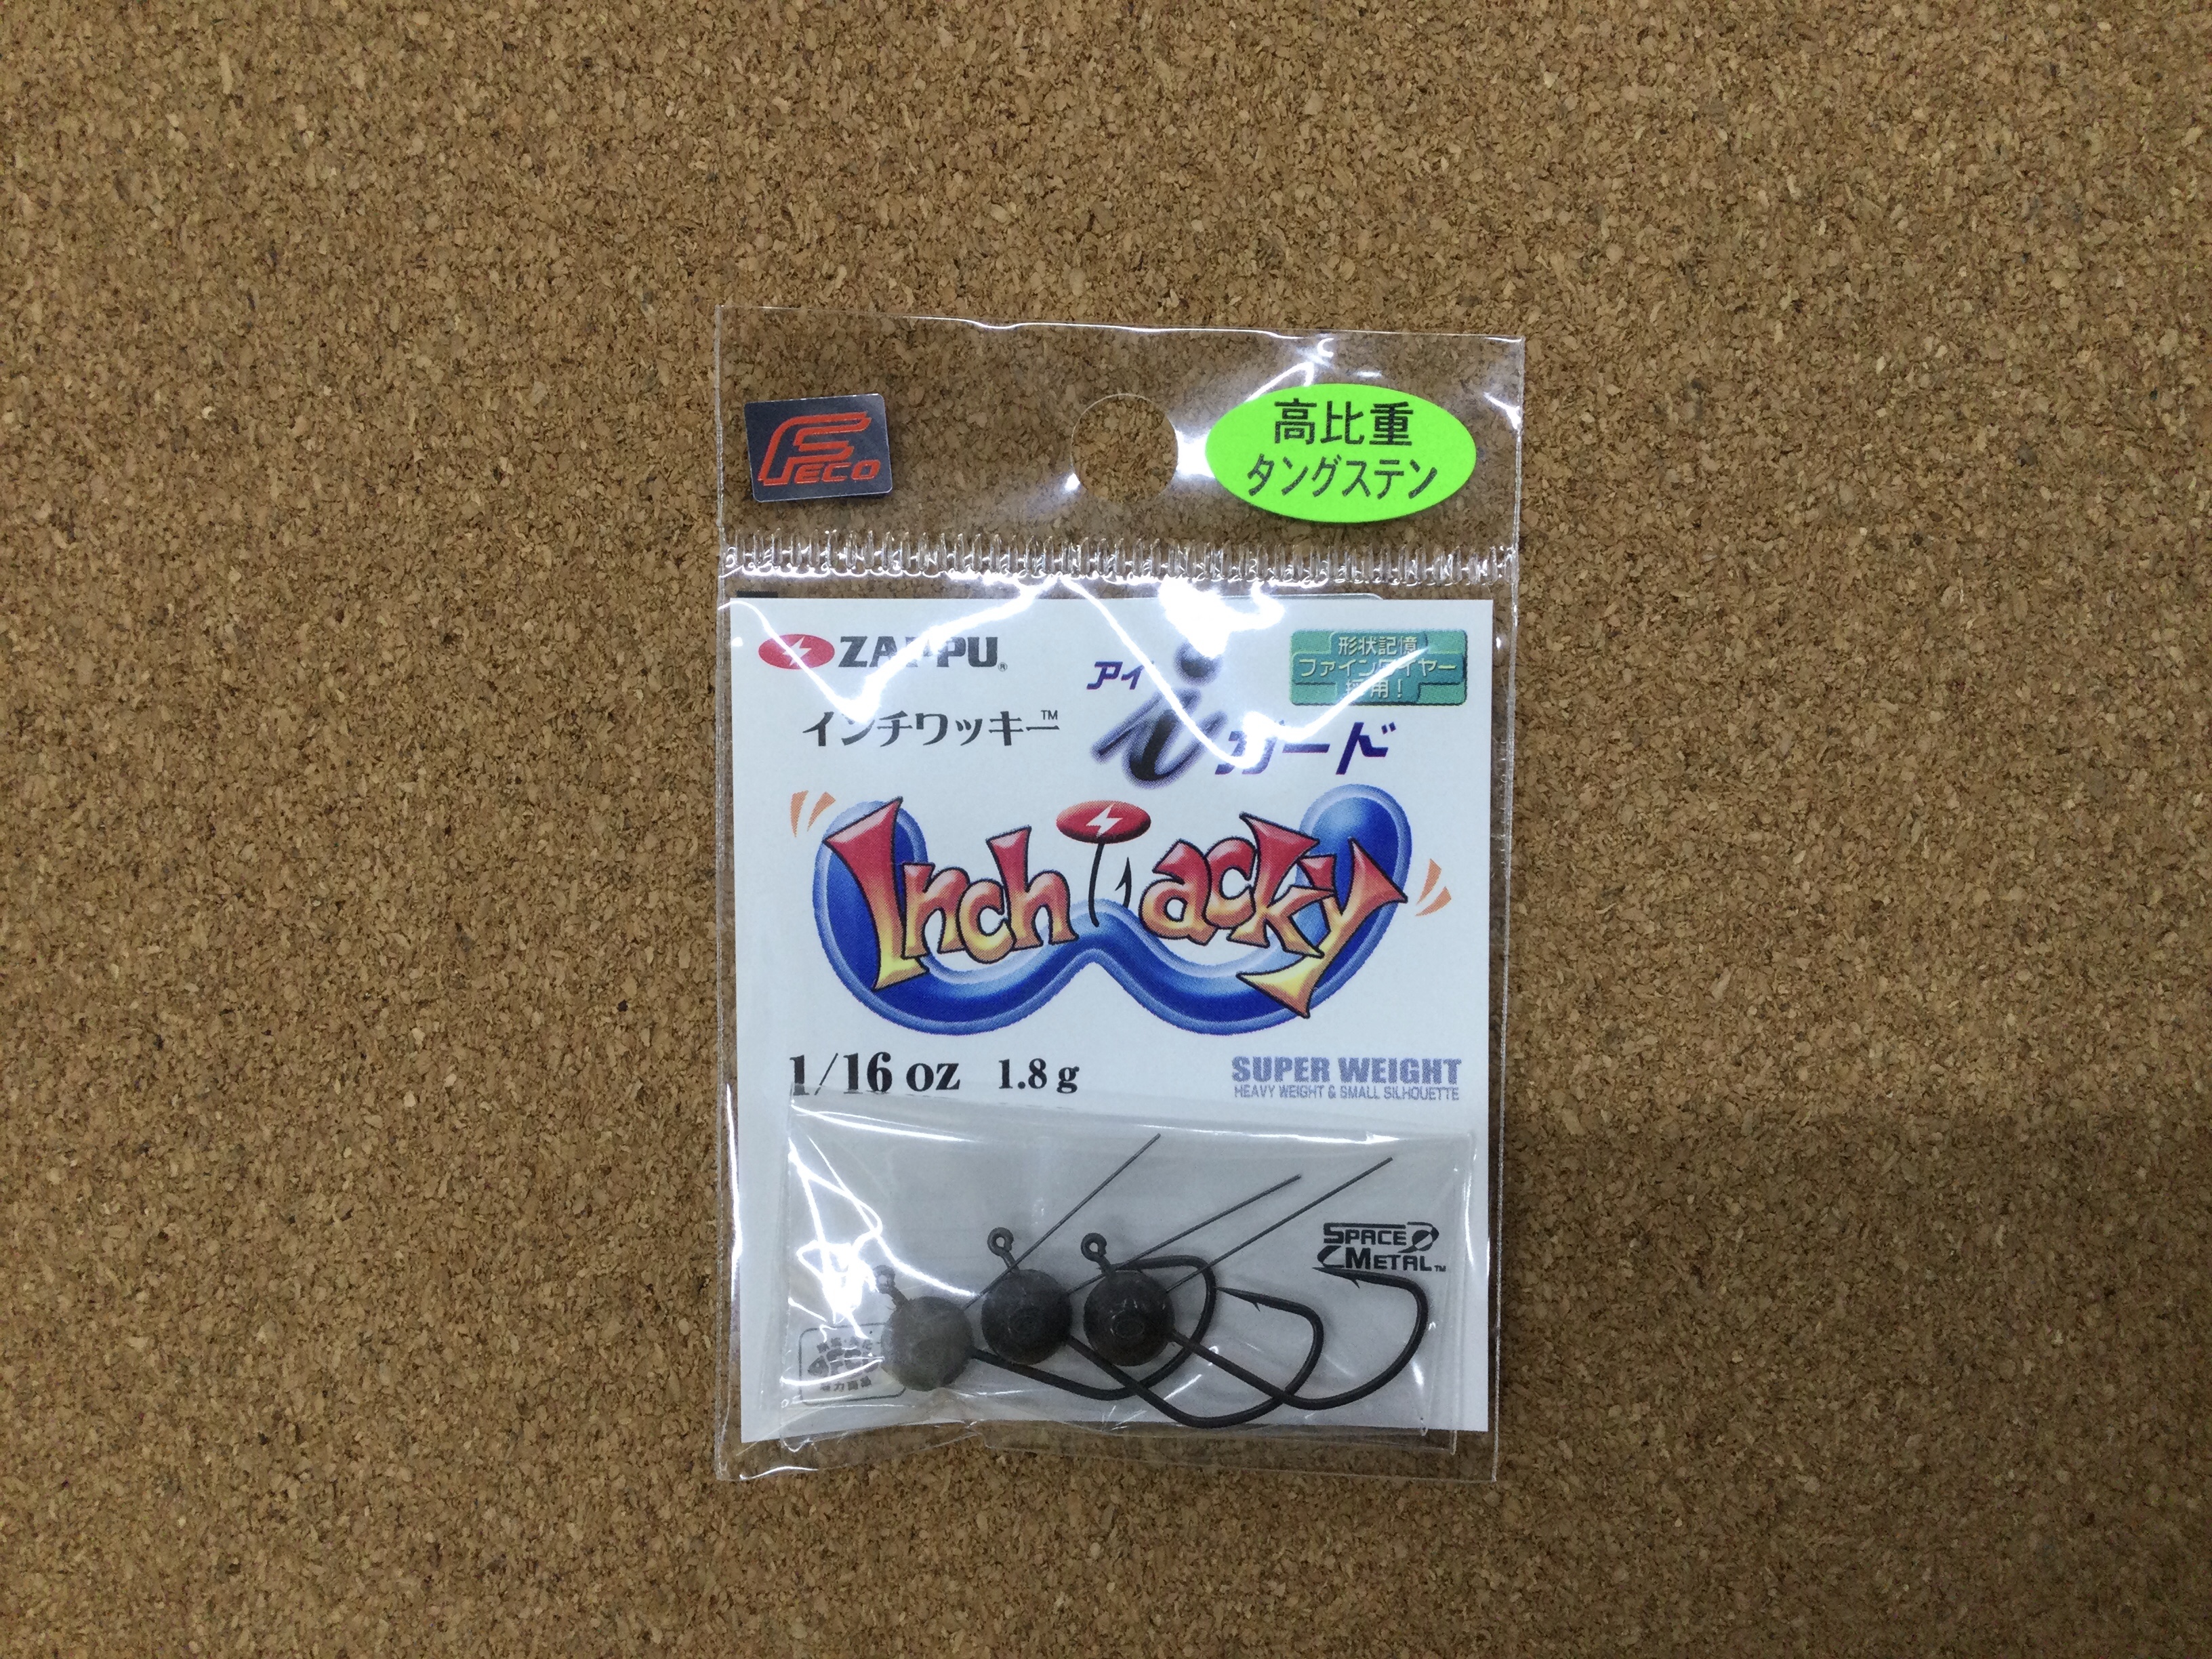 FECO
高比重
タングステン
ZAPPU®
インチワッキー™
アイ
iガード
形状記憶
ファインワイヤー
採用！
Inch Wacky
1/16 oz 1.8 g
SUPER WEIGHT
HEAVY WEIGHT & SMALL SILHOUETTE
SPACE
METAL™